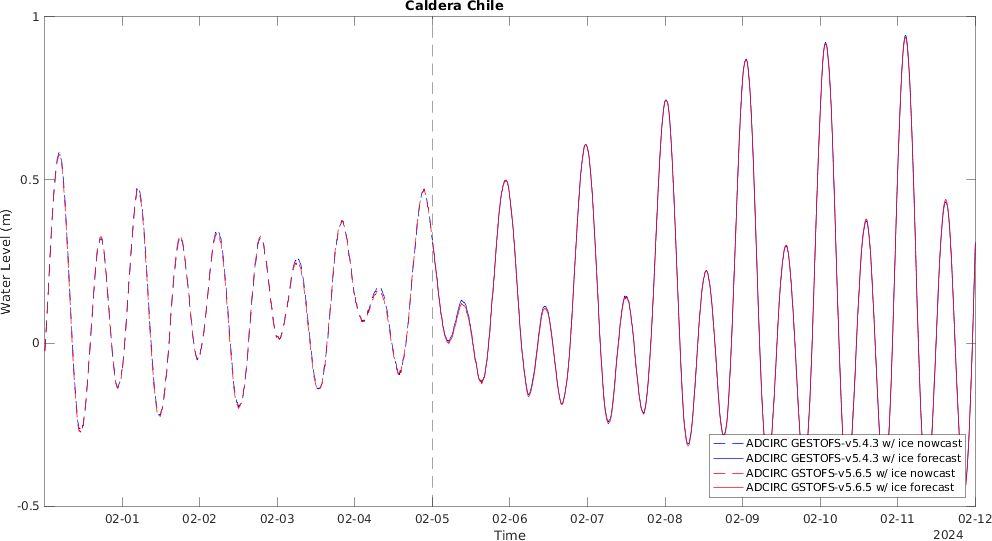 Caldera Chile
Water Level (m)
1
0.5
0
-0.5
ADCIRC GESTOFS-v5.4.3 w/ ice nowcast
ADCIRC GESTOFS-v5.4.3 w/ ice forecast
ADCIRC GSTOFS-v5.6.5 w/ ice nowcast
ADCIRC GSTOFS-v5.6.5 w/ ice forecast
02-01 02-02 02-03 02-04 02-05 02-06 02-07 02-08 02-09 02-10 02-11 02-12
Time
2024